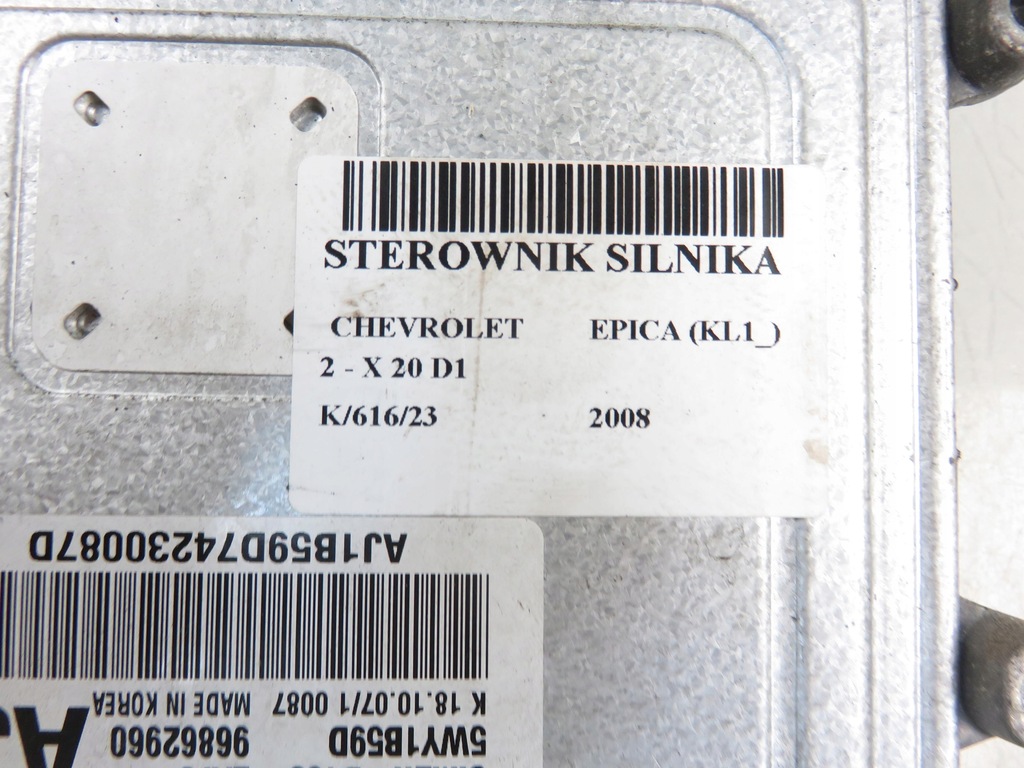 STEROWNIK SILNIKA
CHEVROLET EPICA (KL1_)
2 - X 20 D1
K/616/23 2008
AJ1B59D74230087D
K 18.10.07/1 0087 MADE IN KOREA
5WY1B59D 96862960
AJ